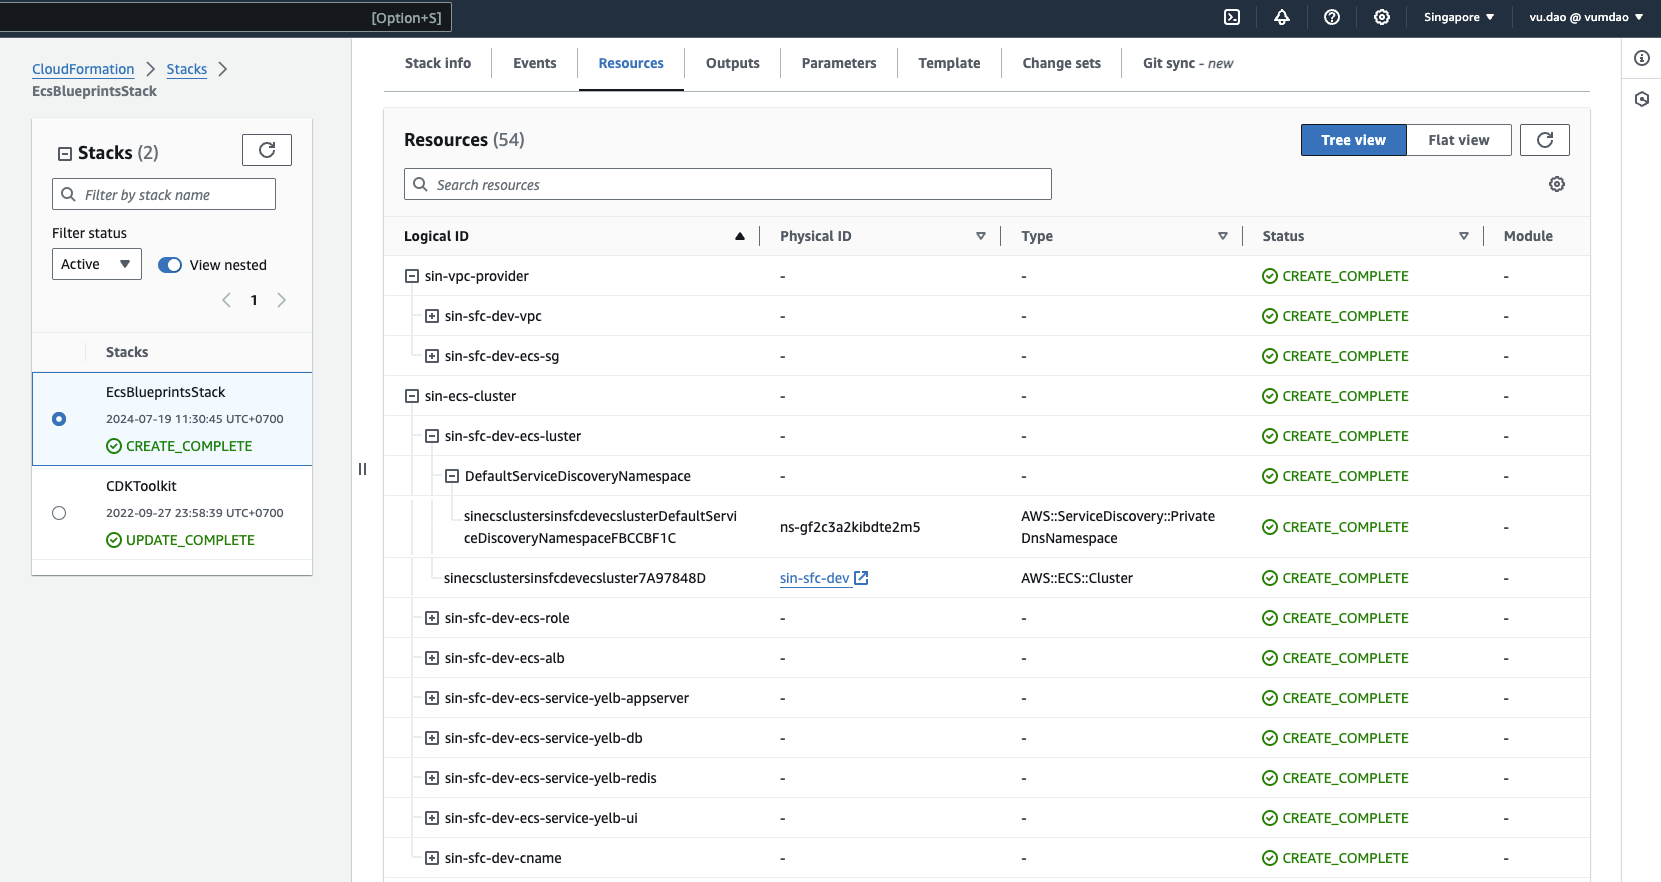 [Option+S]
Singapore
vu.dao @ vumdao
CloudFormation
Stacks
EcsBlueprintsStack
Stacks (2)
Filter by stack name
Filter status
Active
View nested
1
Stacks
EcsBlueprintsStack
2024-07-19 11:30:45 UTC+0700
CREATE_COMPLETE
CDKToolkit
2022-09-27 23:58:39 UTC+0700
UPDATE_COMPLETE
Stack info
Events
Resources
Outputs
Parameters
Template
Change sets
Git sync - new
Resources (54)
Tree view
Flat view
Search resources
Logical ID Physical ID Type Status Module
sin-vpc-provider - - CREATE_COMPLETE -
sin-sfc-dev-vpc - - CREATE_COMPLETE -
sin-sfc-dev-ecs-sg - - CREATE_COMPLETE -
sin-ecs-cluster - - CREATE_COMPLETE -
sin-sfc-dev-ecs-luster - - CREATE_COMPLETE -
DefaultServiceDiscoveryNamespace - - CREATE_COMPLETE -
sinecsclustersinsfcdevecslusterDefaultServi
ceDiscoveryNamespaceFBCCBF1C
ns-gf2c3a2kibdte2m5
AWS::ServiceDiscovery::Private
DnsNamespace
CREATE_COMPLETE -
sinecsclustersinsfcdevecsluster7A97848D sin-sfc-dev AWS::ECS::Cluster CREATE_COMPLETE -
sin-sfc-dev-ecs-role - - CREATE_COMPLETE -
sin-sfc-dev-ecs-alb - - CREATE_COMPLETE -
sin-sfc-dev-ecs-service-yelb-appserver - - CREATE_COMPLETE -
sin-sfc-dev-ecs-service-yelb-db - - CREATE_COMPLETE -
sin-sfc-dev-ecs-service-yelb-redis - - CREATE_COMPLETE -
sin-sfc-dev-ecs-service-yelb-ui - - CREATE_COMPLETE -
sin-sfc-dev-cname - - CREATE_COMPLETE -